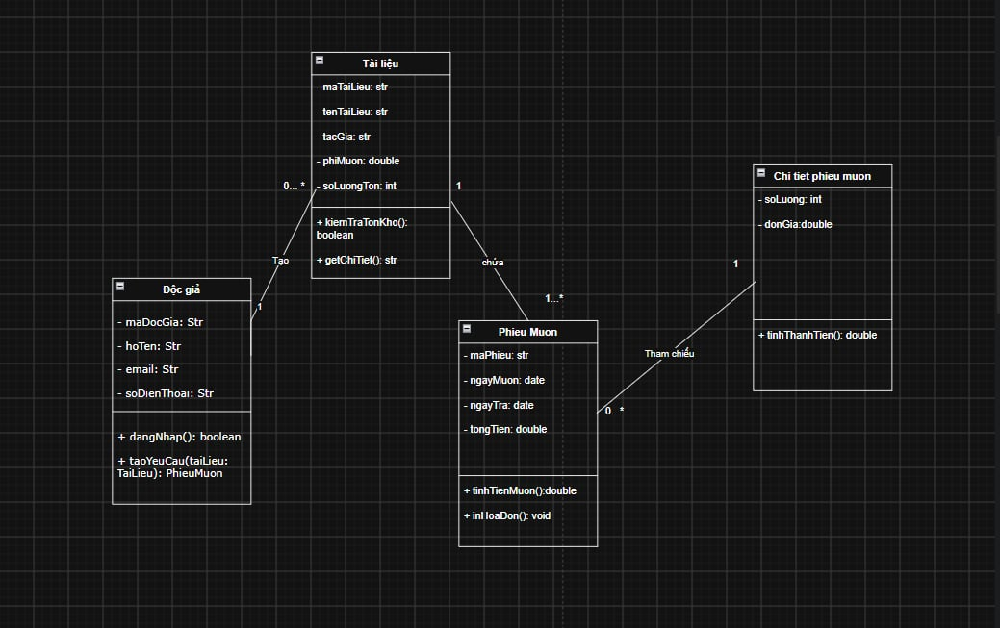 Tài liệu
- maTaiLieu: str
- tenTaiLieu: str
- tacGia: str
- phiMuon: double
- soLuongTon: int
+ kiemTraTonKho():
boolean
+ getChiTiet(): str
0... *
1
Tạo
1
chứa
1...*
Độc giả
- maDocGia: Str
- hoTen: Str
- email: Str
- soDienThoai: Str
+ dangNhap(): boolean
+ taoYeuCau(taiLieu:
TaiLieu): PhieuMuon
Phieu Muon
- maPhieu: str
- ngayMuon: date
- ngayTra: date
- tongTien: double
+ tinhTienMuon():double
+ inHoaDon(): void
0...*
Tham chiếu
1
Chi tiet phieu muon
- soLuong: int
- donGia:double
+ tinhThanhTien(): double